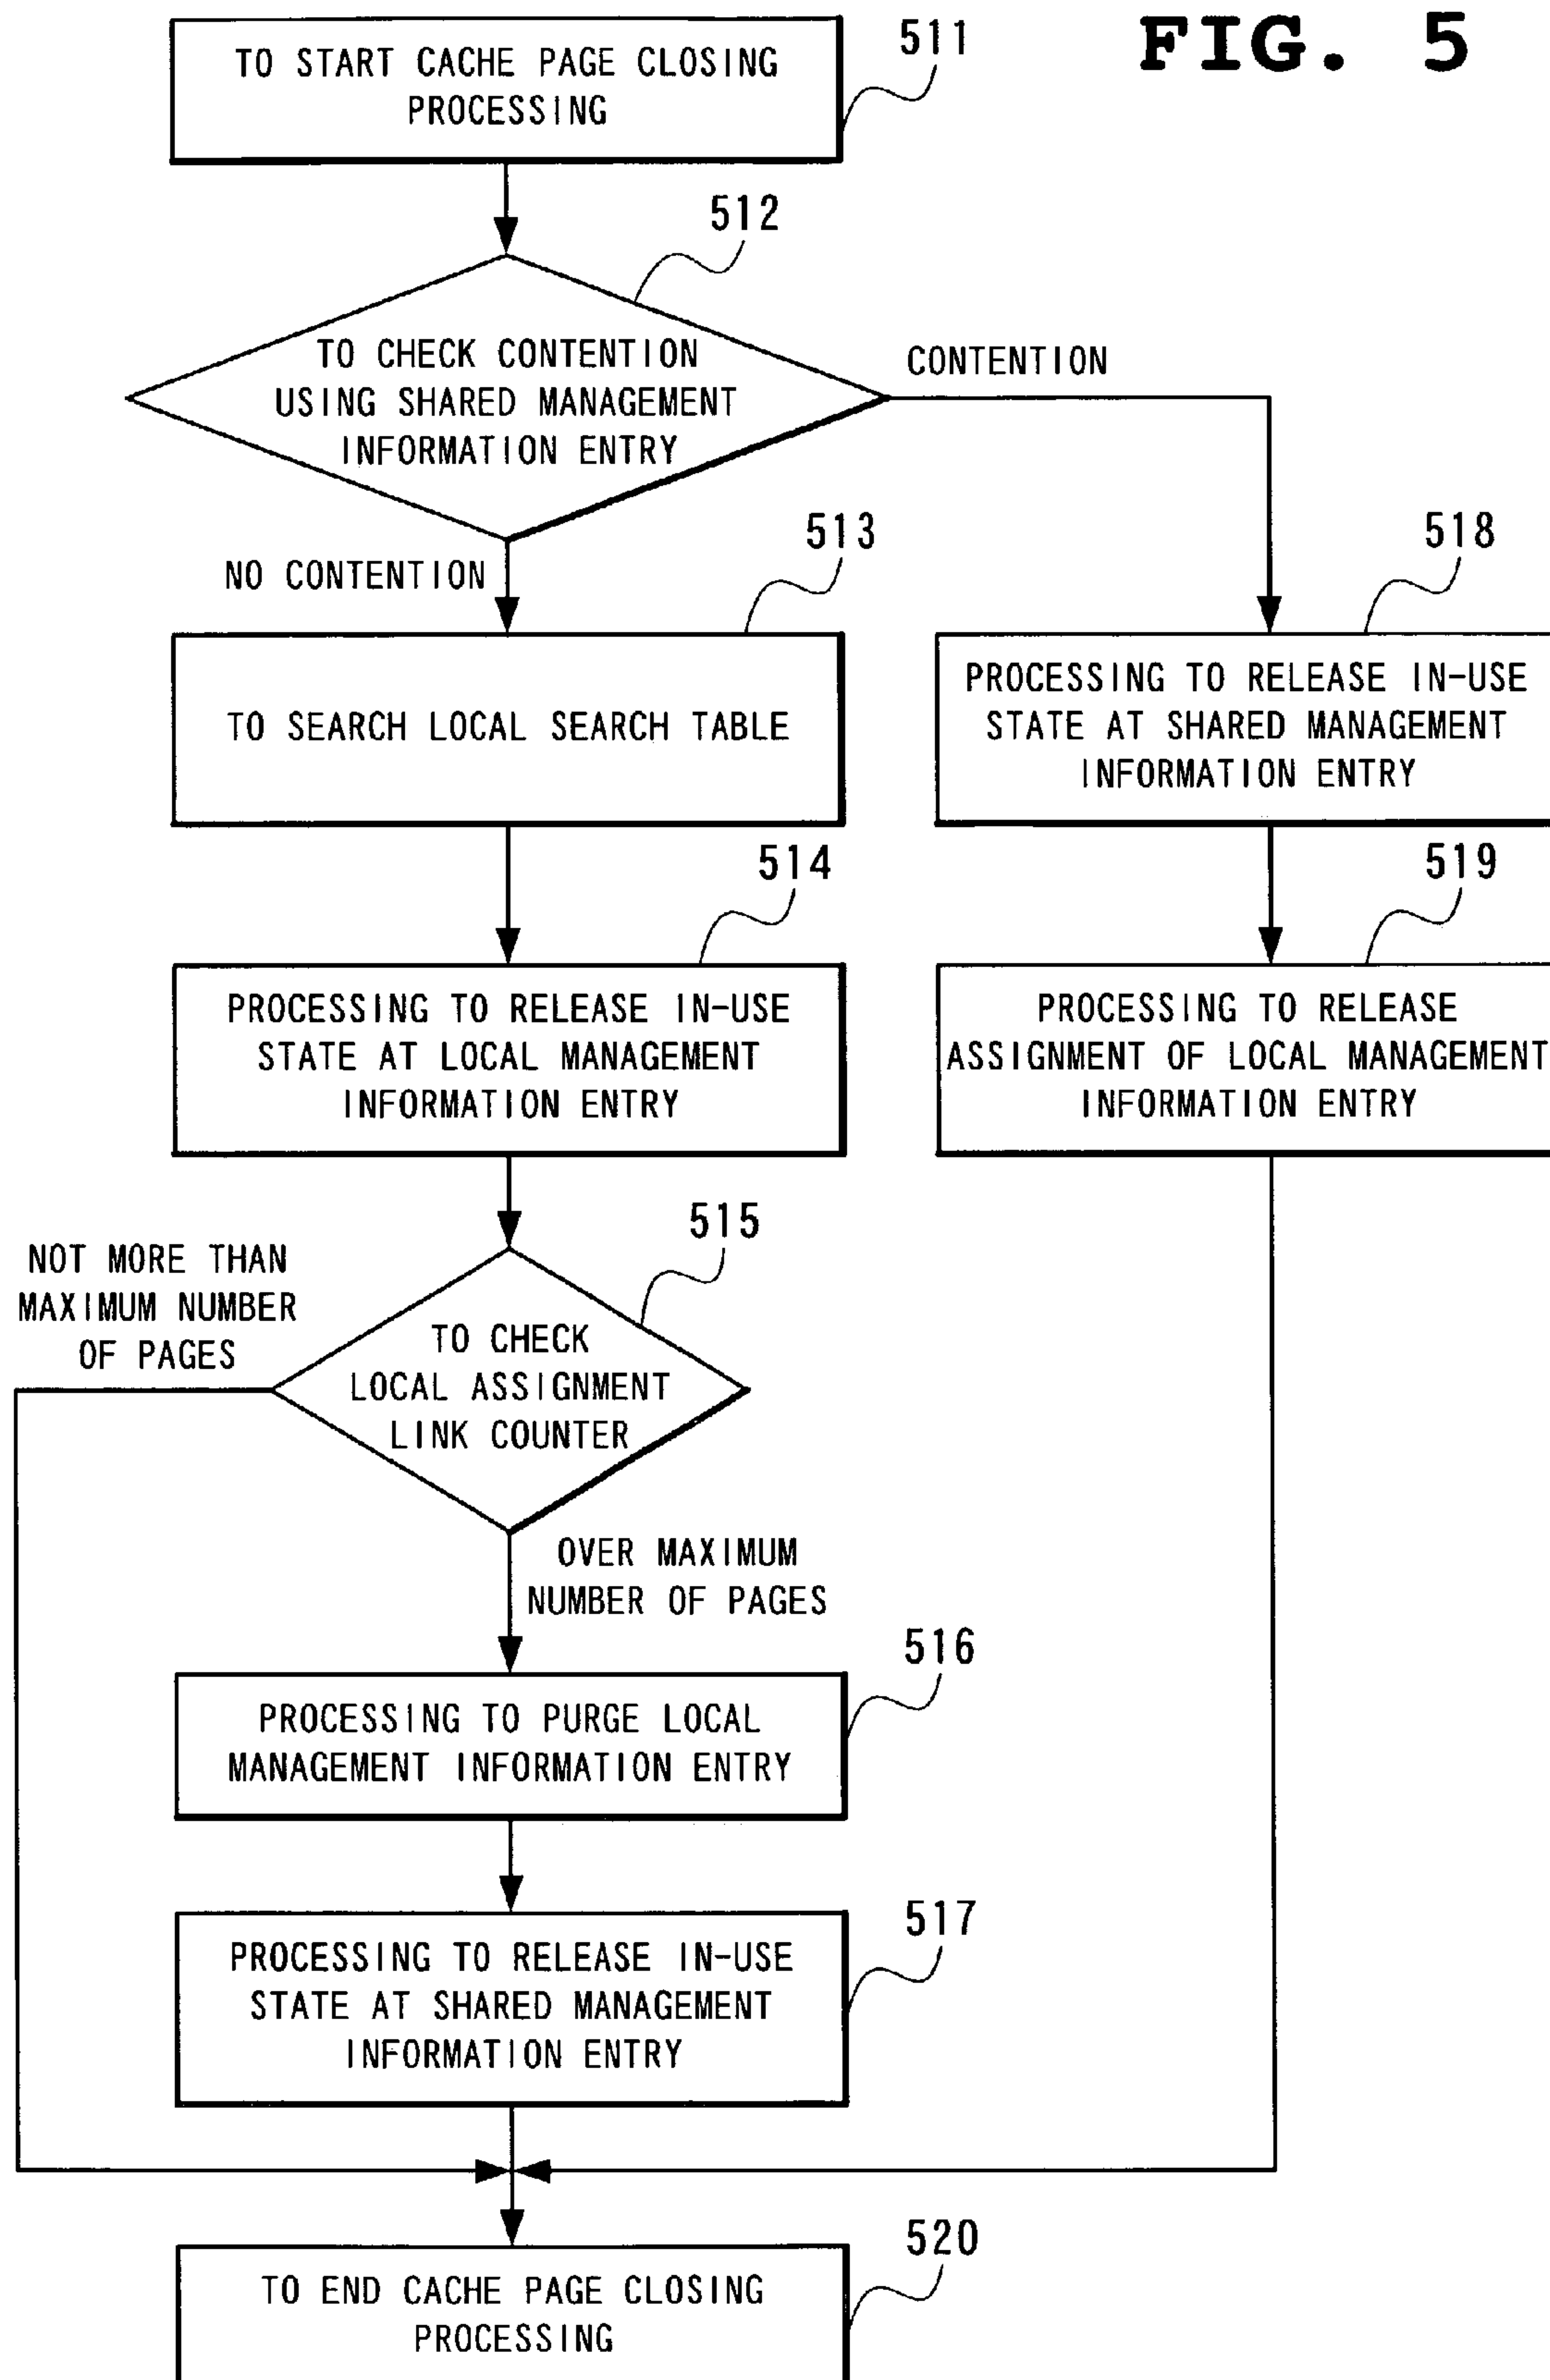 FIG. 5
511
TO START CACHE PAGE CLOSING
PROCESSING
512
TO CHECK CONTENTION
USING SHARED MANAGEMENT
INFORMATION ENTRY
CONTENTION
NO CONTENTION
513
TO SEARCH LOCAL SEARCH TABLE
518
PROCESSING TO RELEASE IN-USE
STATE AT SHARED MANAGEMENT
INFORMATION ENTRY
514
PROCESSING TO RELEASE IN-USE
STATE AT LOCAL MANAGEMENT
INFORMATION ENTRY
519
PROCESSING TO RELEASE
ASSIGNMENT OF LOCAL MANAGEMENT
INFORMATION ENTRY
515
NOT MORE THAN
MAXIMUM NUMBER
OF PAGES
TO CHECK
LOCAL ASSIGNMENT
LINK COUNTER
OVER MAXIMUM
NUMBER OF PAGES
516
PROCESSING TO PURGE LOCAL
MANAGEMENT INFORMATION ENTRY
517
PROCESSING TO RELEASE IN-USE
STATE AT SHARED MANAGEMENT
INFORMATION ENTRY
520
TO END CACHE PAGE CLOSING
PROCESSING